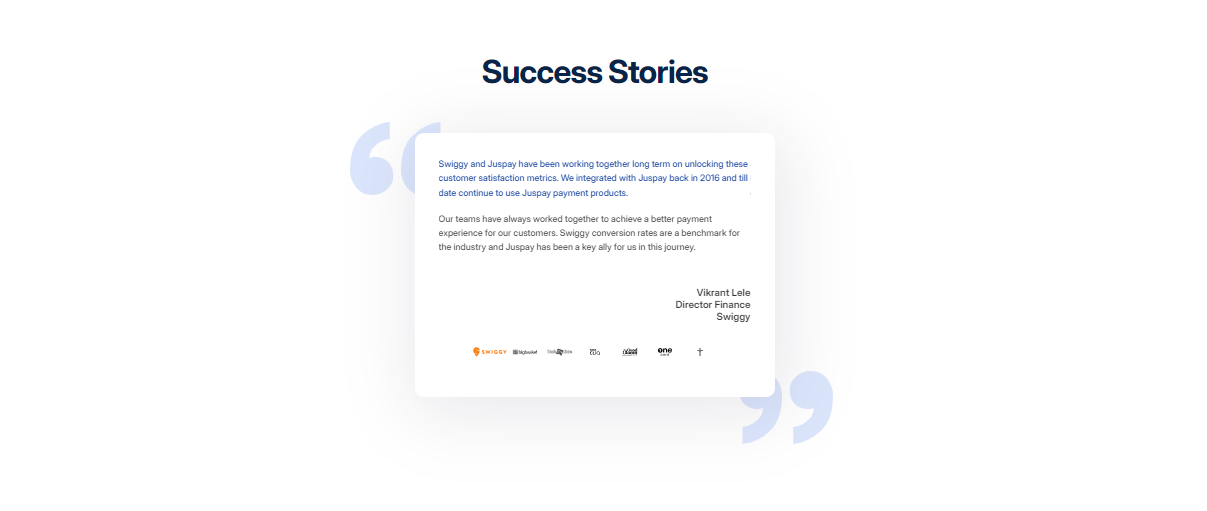 Success Stories
Swiggy and Juspay have been working together long term on unlocking these
customer satisfaction metrics. We integrated with Juspay back in 2016 and till
date continue to use Juspay payment products.
Our teams have always worked together to achieve a better payment
experience for our customers. Swiggy conversion rates are a benchmark for
the industry and Juspay has been a key ally for us in this journey.
Vikrant Lele
Director Finance
Swiggy
SWIGGY bigbasket one